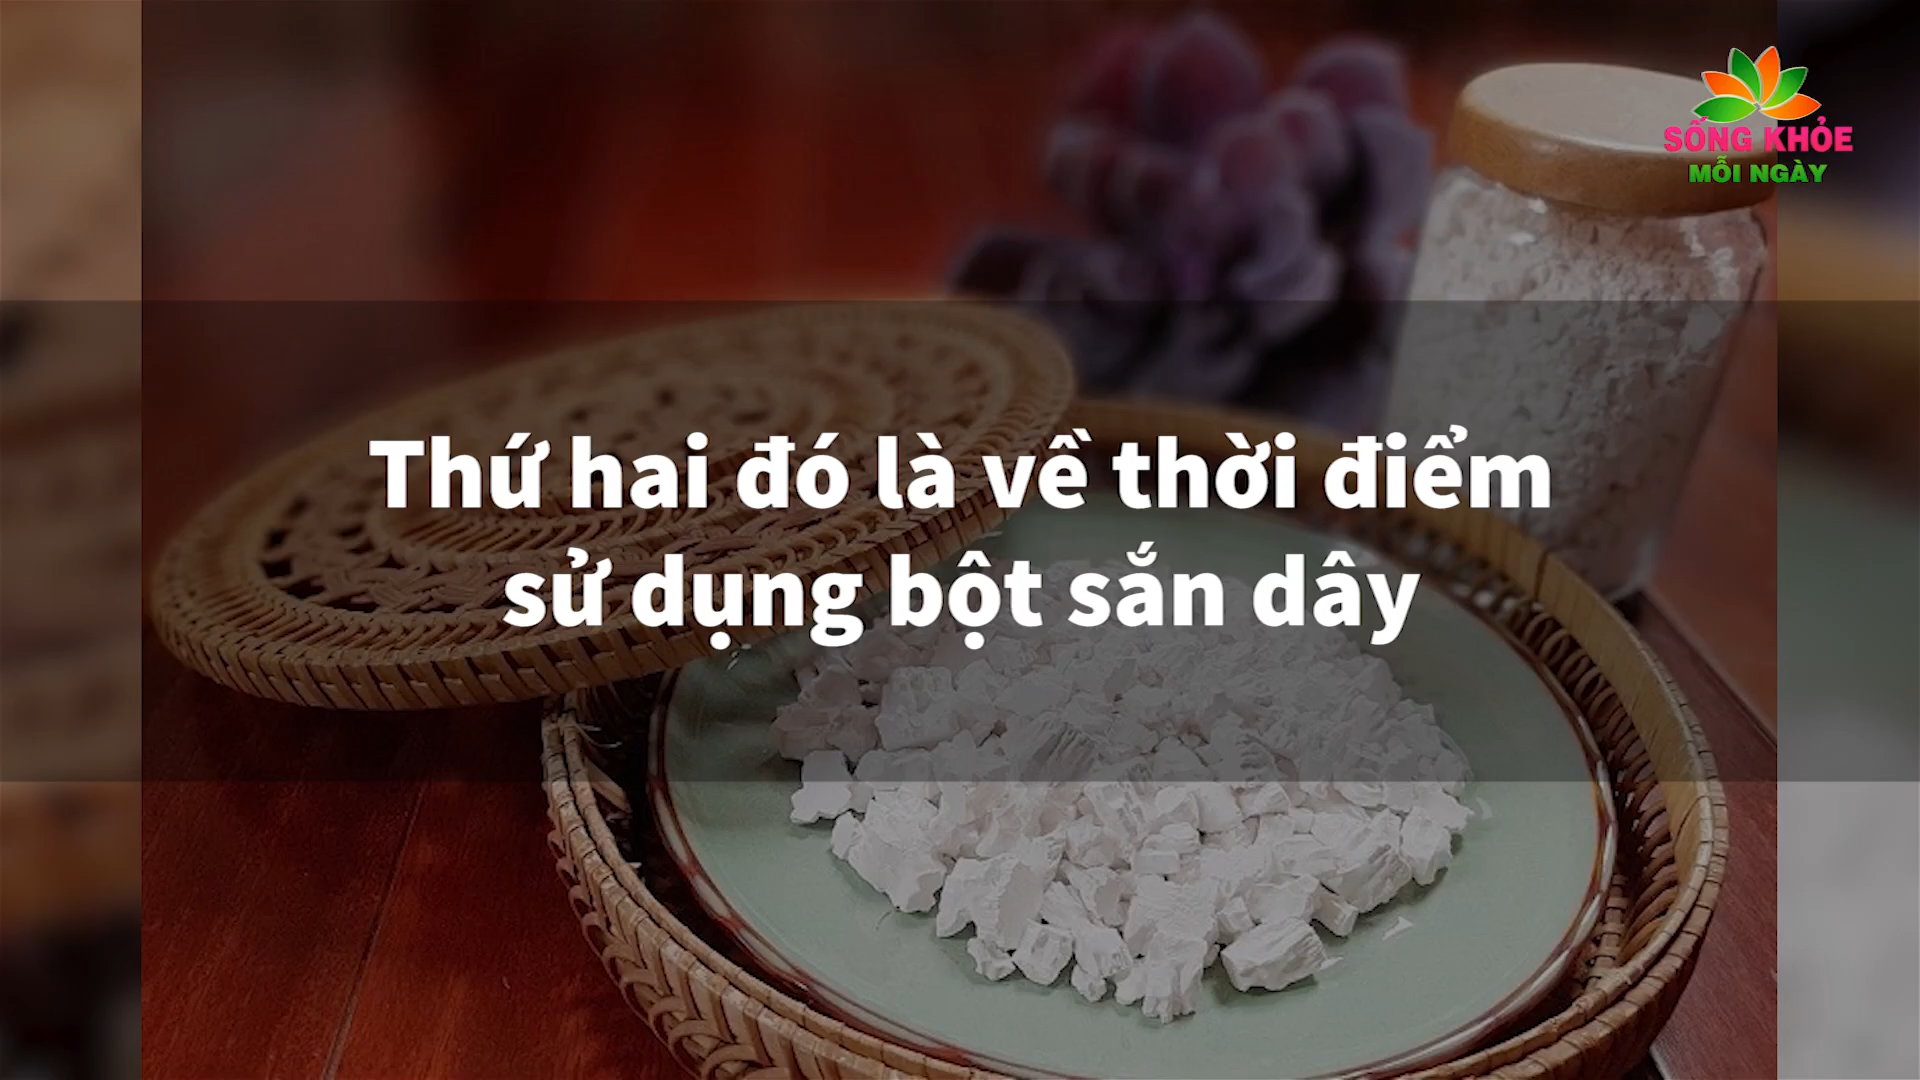 SỐNG KHỎE
MỖI NGÀY
Thứ hai đó là về thời điểm
sử dụng bột sắn dây